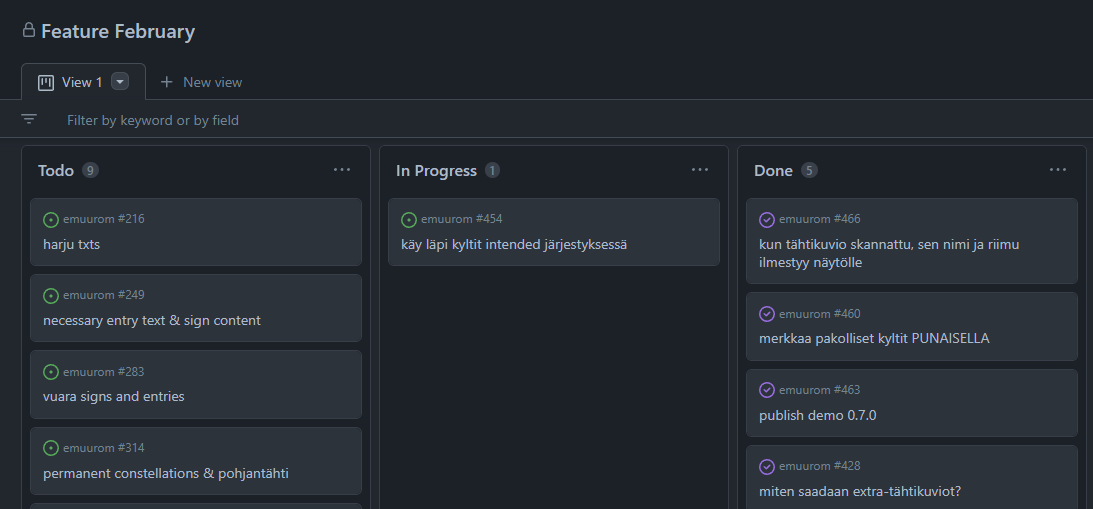 Feature February
View 1
New view
Filter by keyword or by field
Todo 9
emuurom #216
harju txts
emuurom #249
necessary entry text & sign content
emuurom #283
vuara signs and entries
emuurom #314
permanent constellations & pohjantähti
In Progress 1
emuurom #454
käy läpi kyltit intended järjestyksessä
Done 5
emuurom #466
kun tähtikuvio skannattu, sen nimi ja riimu
ilmestyy näytölle
emuurom #460
merkkaa pakolliset kyltit PUNAISELLA
emuurom #463
publish demo 0.7.0
emuurom #428
miten saadaan extra-tähtikuviot?